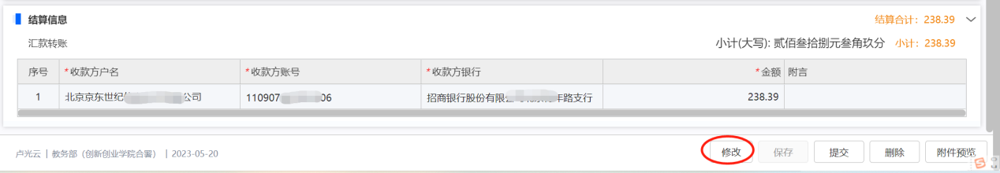 结算信息 结算合计：238.39
汇款转账 小计(大写): 贰佰叁拾捌元叁角玖分 小计：238.39
序号 *收款方户名 *收款方账号 *收款方银行 *金额 附言
1 北京京东世纪 公司 110907 06 招商银行股份有限 年路支行 238.39
卢光云 | 教务部（创新创业学院合署） | 2023-05-20 修改 保存 提交 删除 附件预览